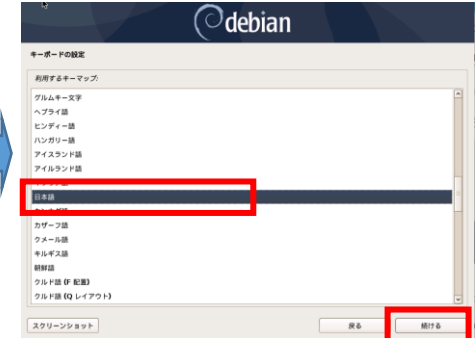 debian
キーボードの設定
利用するキーマップ:
グルムキー文字
ヘブライ語
ヒンディー語
ハンガリー語
アイスランド語
アイルランド語
日本語
カザーフ語
クメール語
キルギス語
朝鮮語
クルド語 (F 配置)
クルド語 (Q レイアウト)
スクリーンショット
戻る
続ける